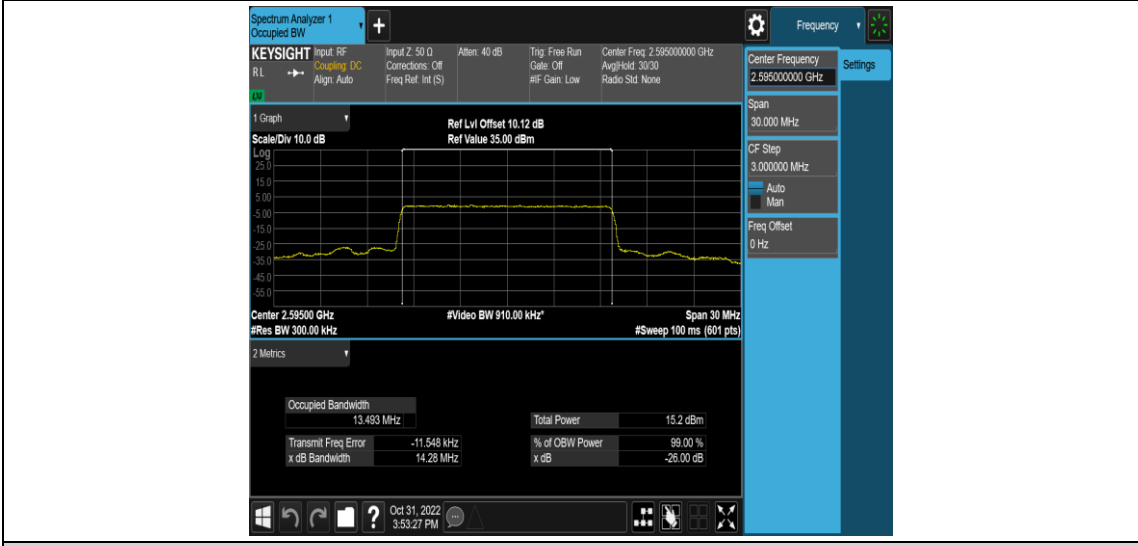 Spectrum Analyzer 1
Occupied BW
+
Frequency
KEYSIGHT
RL
LXI
Input: RF
Coupling: DC
Align: Auto
Input Z: 50 Ω
Corrections: Off
Freq Ref: Int (S)
Atten: 40 dB
Trig: Free Run
Gate: Off
#IF Gain: Low
Center Freq: 2.595000000 GHz
Avg|Hold: 30/30
Radio Std: None
Center Frequency
2.595000000 GHz
Settings
Span
30.000 MHz
CF Step
3.000000 MHz
Auto
Man
Freq Offset
0 Hz
1 Graph
Scale/Div 10.0 dB
Ref Lvl Offset 10.12 dB
Ref Value 35.00 dBm
Log
25.0
15.0
5.00
-5.00
-15.0
-25.0
-35.0
-45.0
-55.0
Center 2.59500 GHz
#Res BW 300.00 kHz
#Video BW 910.00 kHz*
Span 30 MHz
#Sweep 100 ms (601 pts)
2 Metrics
Occupied Bandwidth
13.493 MHz
Total Power 15.2 dBm
Transmit Freq Error -11.548 kHz
% of OBW Power 99.00 %
x dB Bandwidth 14.28 MHz
x dB -26.00 dB
?
Oct 31, 2022
3:53:27 PM